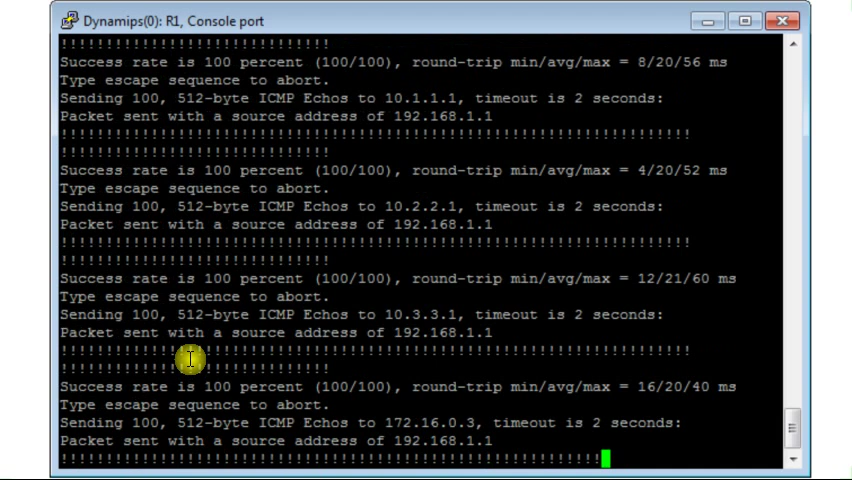 Dynamips(0): R1, Console port
!!!!!!!!!!!!!!!!!!!!!!!!!!!!!!
Success rate is 100 percent (100/100), round-trip min/avg/max = 8/20/56 ms
Type escape sequence to abort.
Sending 100, 512-byte ICMP Echos to 10.1.1.1, timeout is 2 seconds:
Packet sent with a source address of 192.168.1.1
!!!!!!!!!!!!!!!!!!!!!!!!!!!!!!!!!!!!!!!!!!!!!!!!!!!!!!!!!!!!!!!!!!!!!!
!!!!!!!!!!!!!!!!!!!!!!!!!!!!!!
Success rate is 100 percent (100/100), round-trip min/avg/max = 4/20/52 ms
Type escape sequence to abort.
Sending 100, 512-byte ICMP Echos to 10.2.2.1, timeout is 2 seconds:
Packet sent with a source address of 192.168.1.1
!!!!!!!!!!!!!!!!!!!!!!!!!!!!!!!!!!!!!!!!!!!!!!!!!!!!!!!!!!!!!!!!!!!!!!
!!!!!!!!!!!!!!!!!!!!!!!!!!!!!!
Success rate is 100 percent (100/100), round-trip min/avg/max = 12/21/60 ms
Type escape sequence to abort.
Sending 100, 512-byte ICMP Echos to 10.3.3.1, timeout is 2 seconds:
Packet sent with a source address of 192.168.1.1
!!!!!!!!!!!!!!!!!!!!!!!!!!!!!!!!!!!!!!!!!!!!!!!!!!!!!!!!!!!!!!!!!!!!!!
!!!!!!!!!!!!!!!!!!!!!!!!!!!!!!
Success rate is 100 percent (100/100), round-trip min/avg/max = 16/20/40 ms
Type escape sequence to abort.
Sending 100, 512-byte ICMP Echos to 172.16.0.3, timeout is 2 seconds:
Packet sent with a source address of 192.168.1.1
!!!!!!!!!!!!!!!!!!!!!!!!!!!!!!!!!!!!!!!!!!!!!!!!!!!!!!!!!!!!